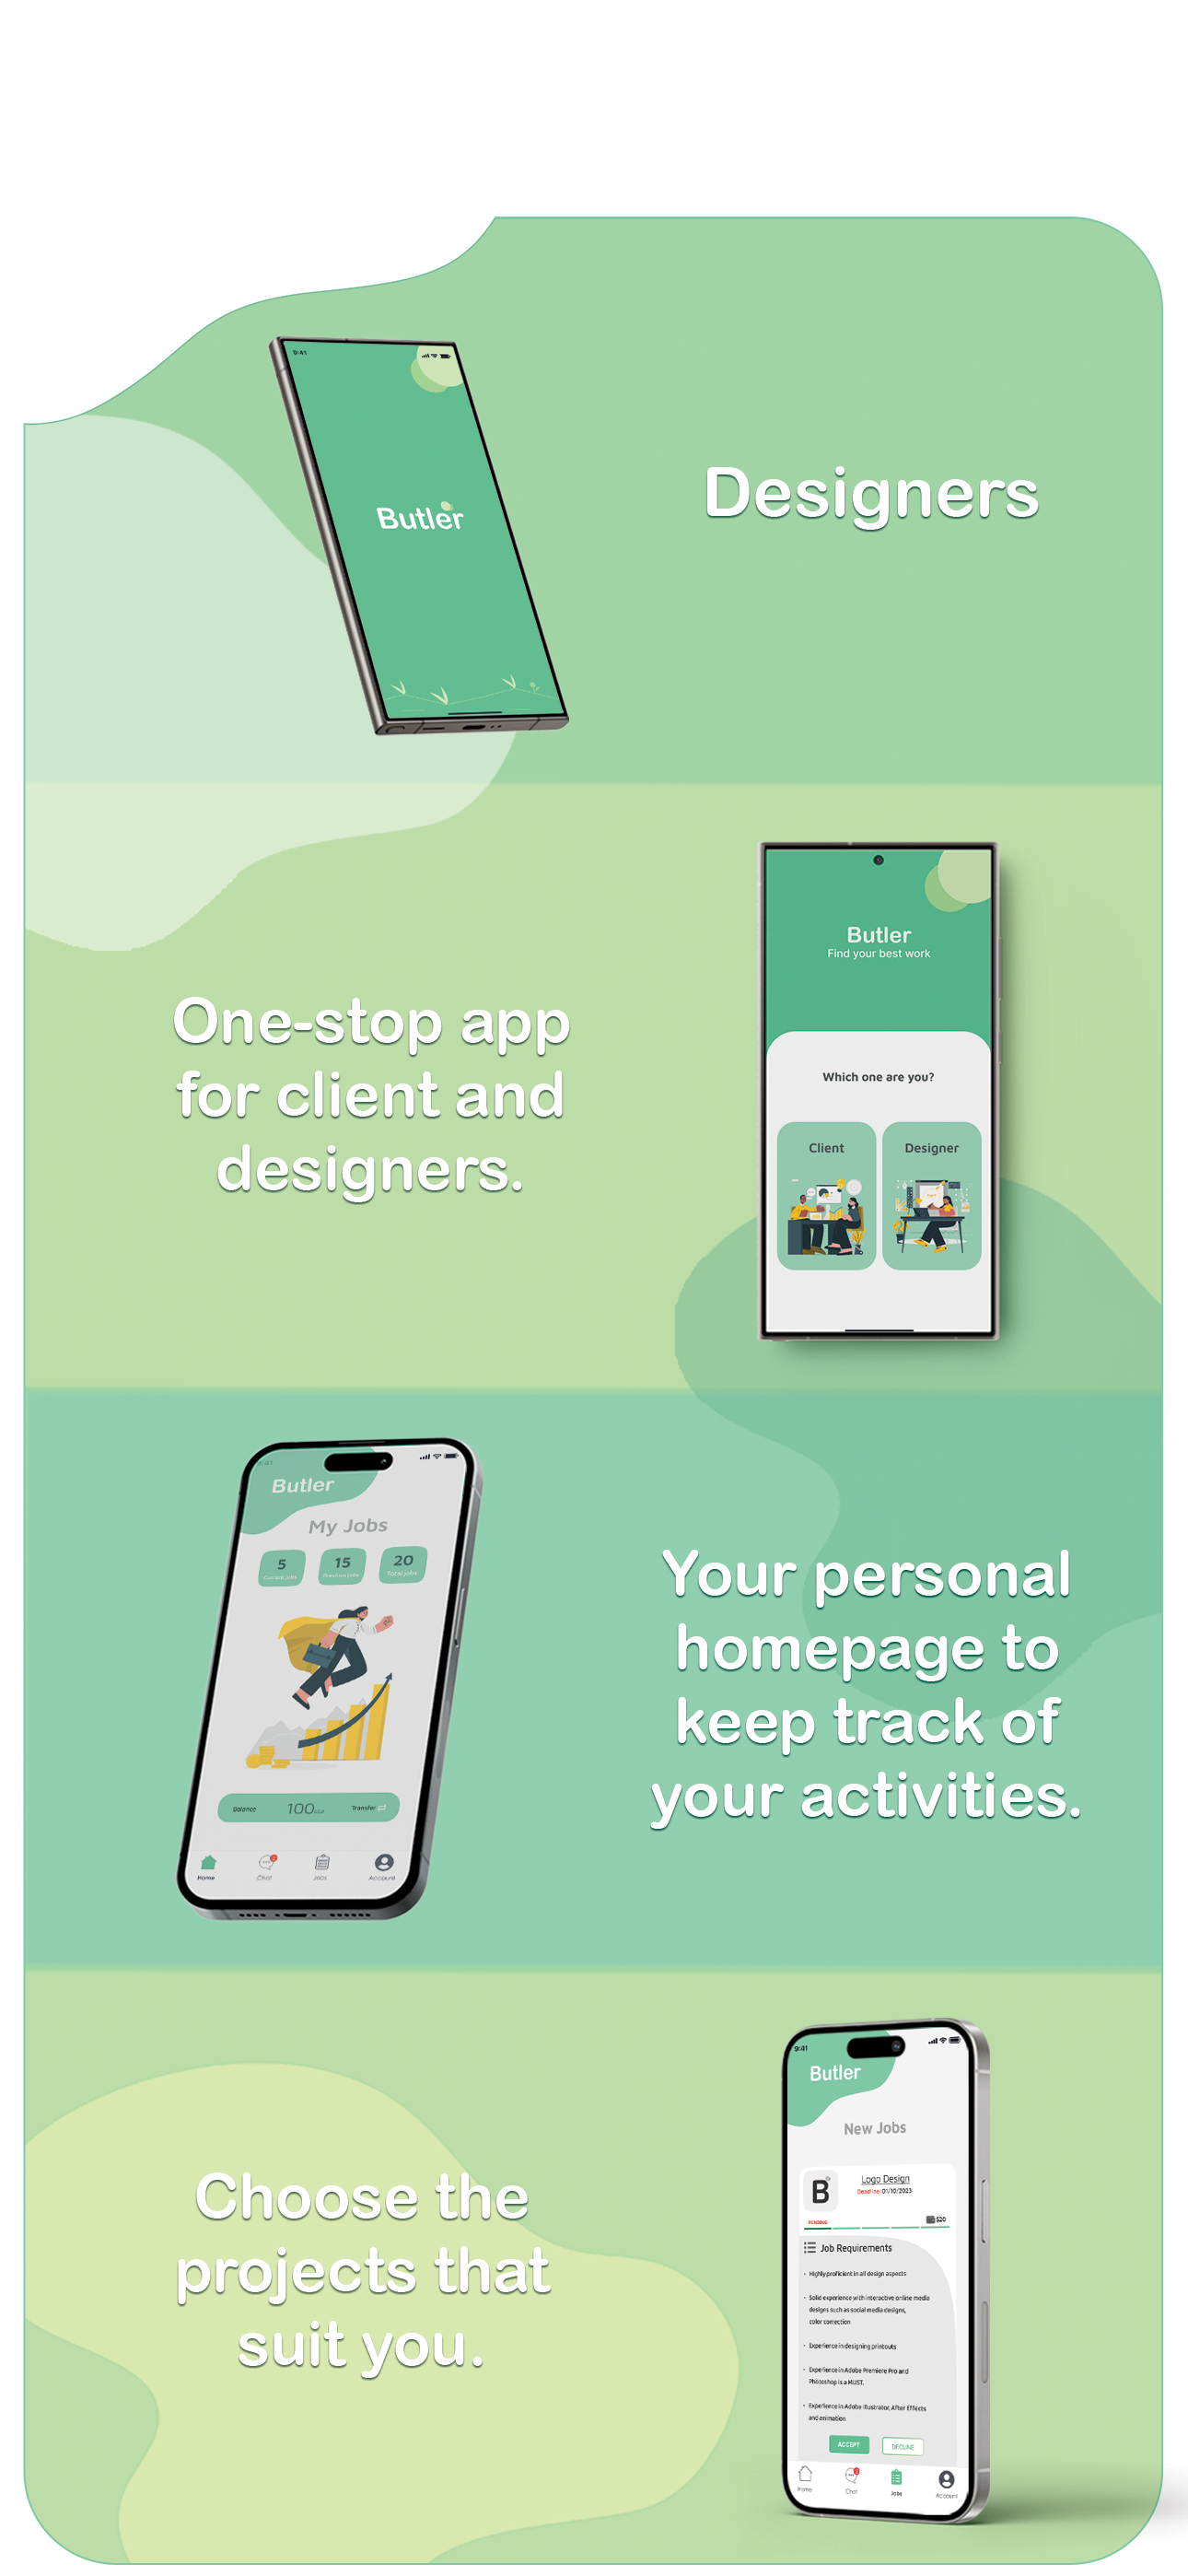 9:41
Butler
Designers
Butler
Find your best work
Which one are you?
Client
Designer
One-stop app
for client and
designers.
9:41
Butler
My Jobs
5
15
20
Current jobs
Previous jobs
Total jobs
Balance
100
Transfer
Home
Chat
Jobs
Account
Your personal
homepage to
keep track of
your activities.
9:41
Butler
New Jobs
B
Logo Design
Deadline: 01/10/2023
PENDING
$20
Job Requirements
• Highly proficient in all design aspects
• Solid experience with interactive online media
designs such as social media designs,
color correction
• Experience in designing printouts
• Experience in Adobe Premiere Pro and
Photoshop is a MUST.
• Experience in Adobe Illustrator, After Effects
and animation
ACCEPT
DECLINE
Home
Chat
Jobs
Account
Choose the
projects that
suit you.